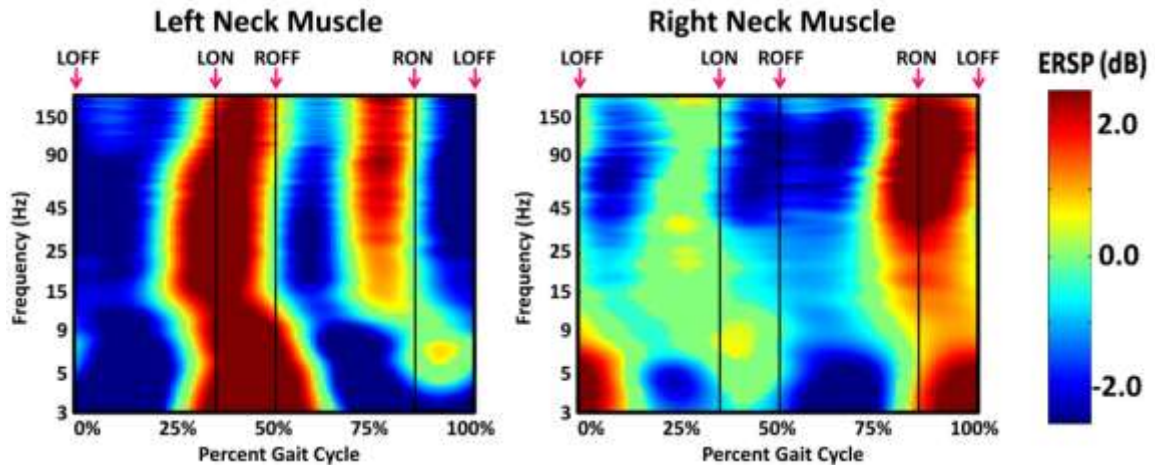 Left Neck Muscle
LOFF LON ROFF RON LOFF
150
90
45
25
15
9
5
3
Frequency (Hz)
0% 25% 50% 75% 100%
Percent Gait Cycle
Right Neck Muscle
LOFF LON ROFF RON LOFF
150
90
45
25
15
9
5
3
Frequency (Hz)
0% 25% 50% 75% 100%
Percent Gait Cycle
ERSP (dB)
2.0
0.0
-2.0